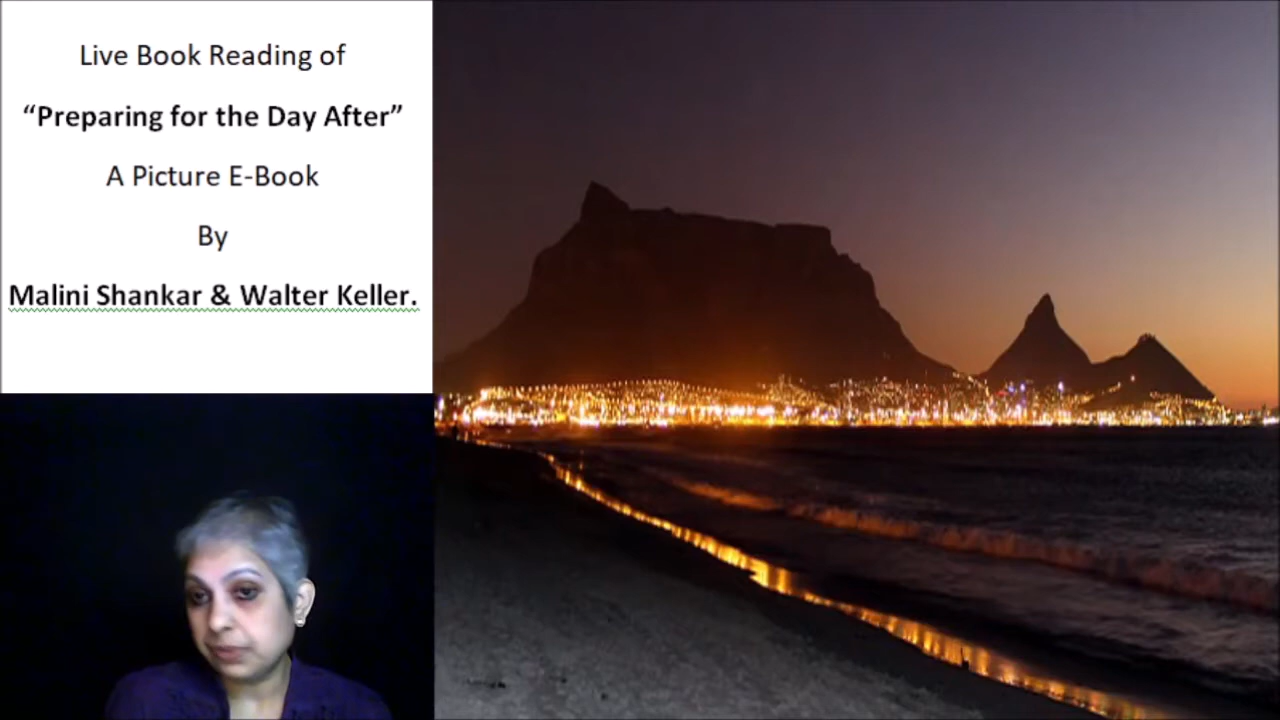 Live Book Reading of
“Preparing for the Day After”
A Picture E-Book
By
Malini Shankar & Walter Keller.